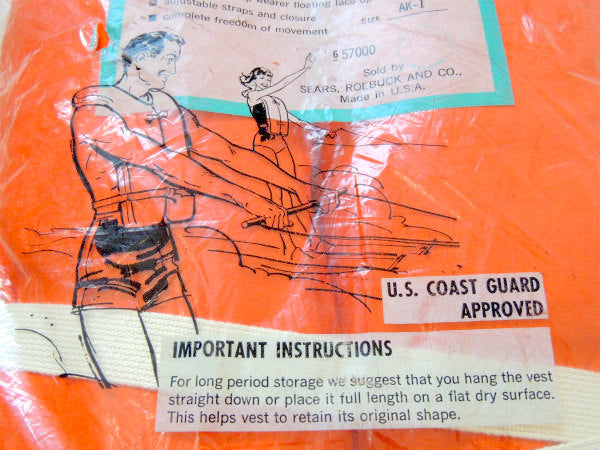 wearer floating face up
adjustable straps and closure
complete freedom of movement
SIZE AK-1
6 57000
Sold by
SEARS, ROEBUCK AND CO.,
Made in U.S.A.
U.S. COAST GUARD
APPROVED
IMPORTANT INSTRUCTIONS
For long period storage we suggest that you hang the vest
straight down or place it full length on a flat dry surface.
This helps vest to retain its original shape.